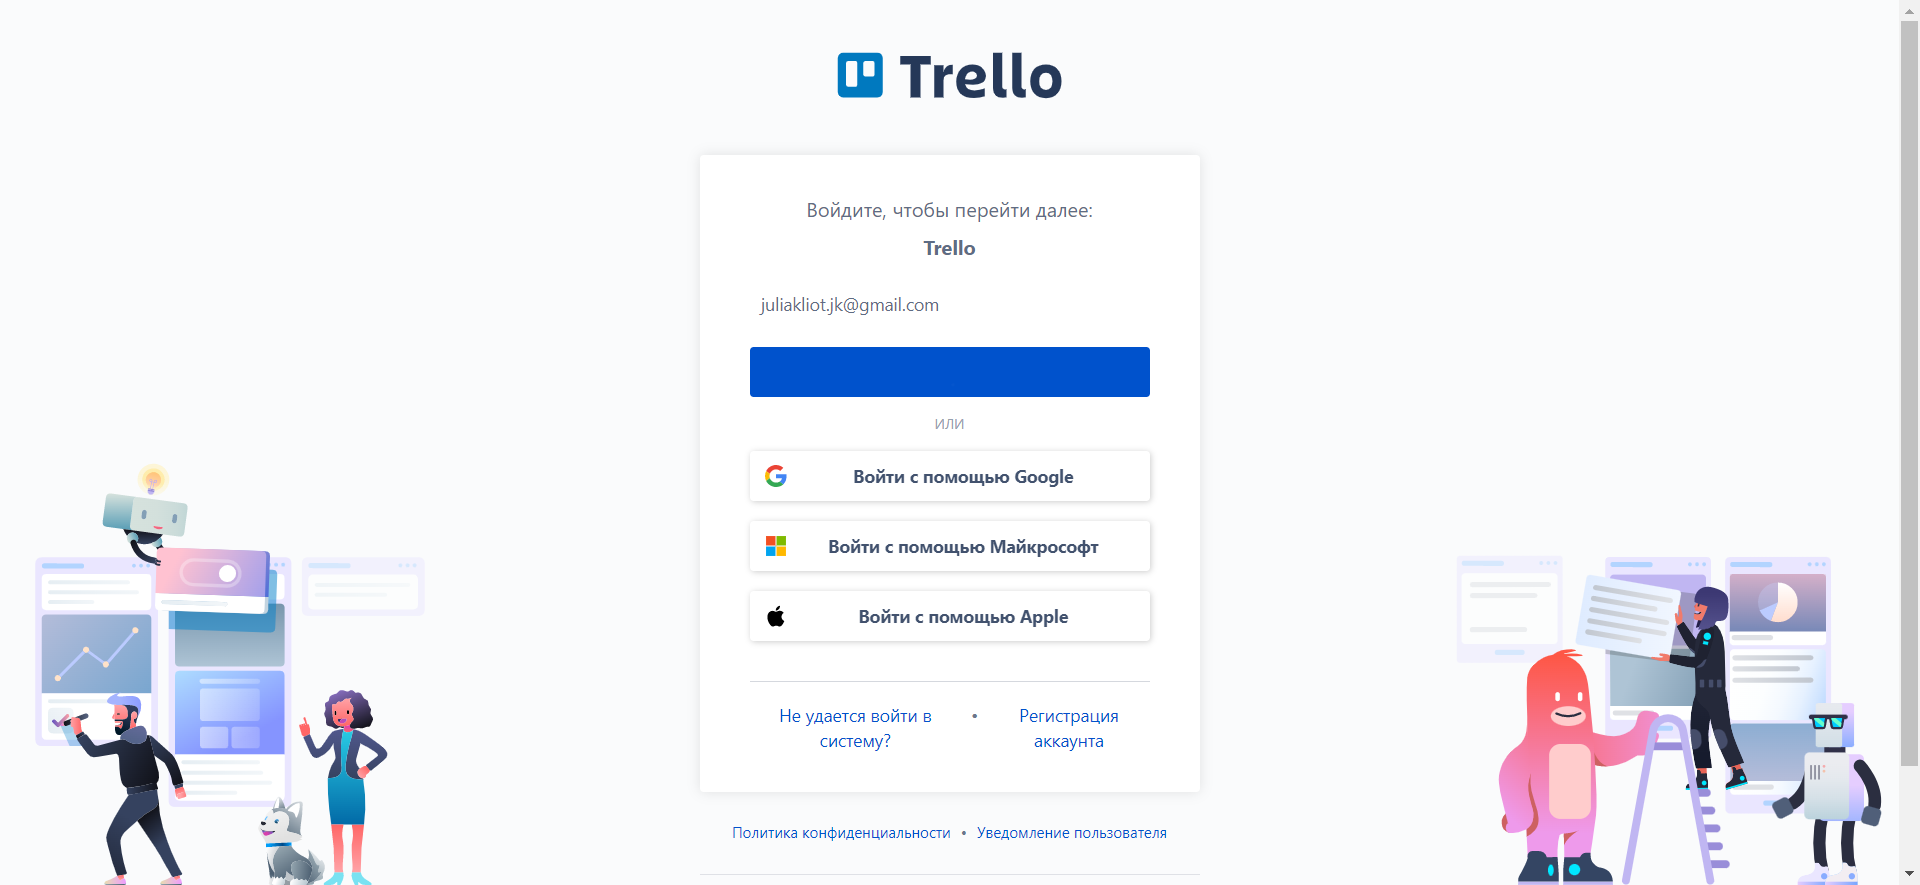 Trello
Войдите, чтобы перейти далее:
Trello
juliakliot.jk@gmail.com
ИЛИ
Войти с помощью Google
Войти с помощью Майкрософт
Войти с помощью Apple
Не удается войти в
систему?
•
Регистрация
аккаунта
Политика конфиденциальности • Уведомление пользователя